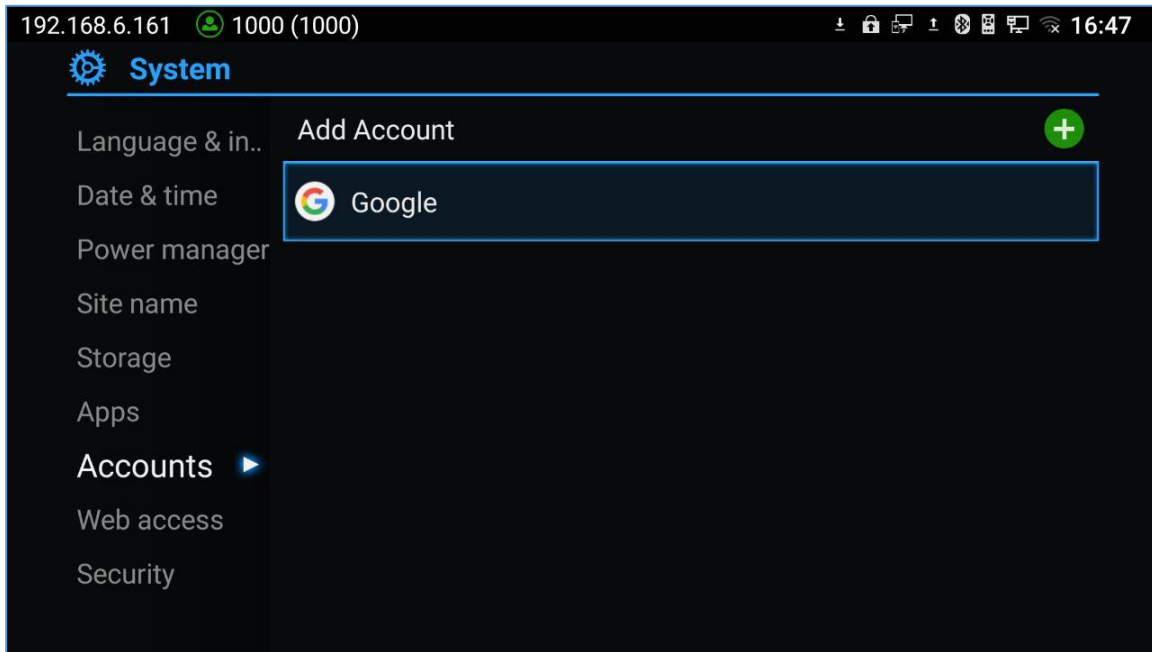 192.168.6.161 1000 (1000) 16:47
System
Language & in..
Date & time
Power manager
Site name
Storage
Apps
Accounts
Web access
Security
Add Account
Google